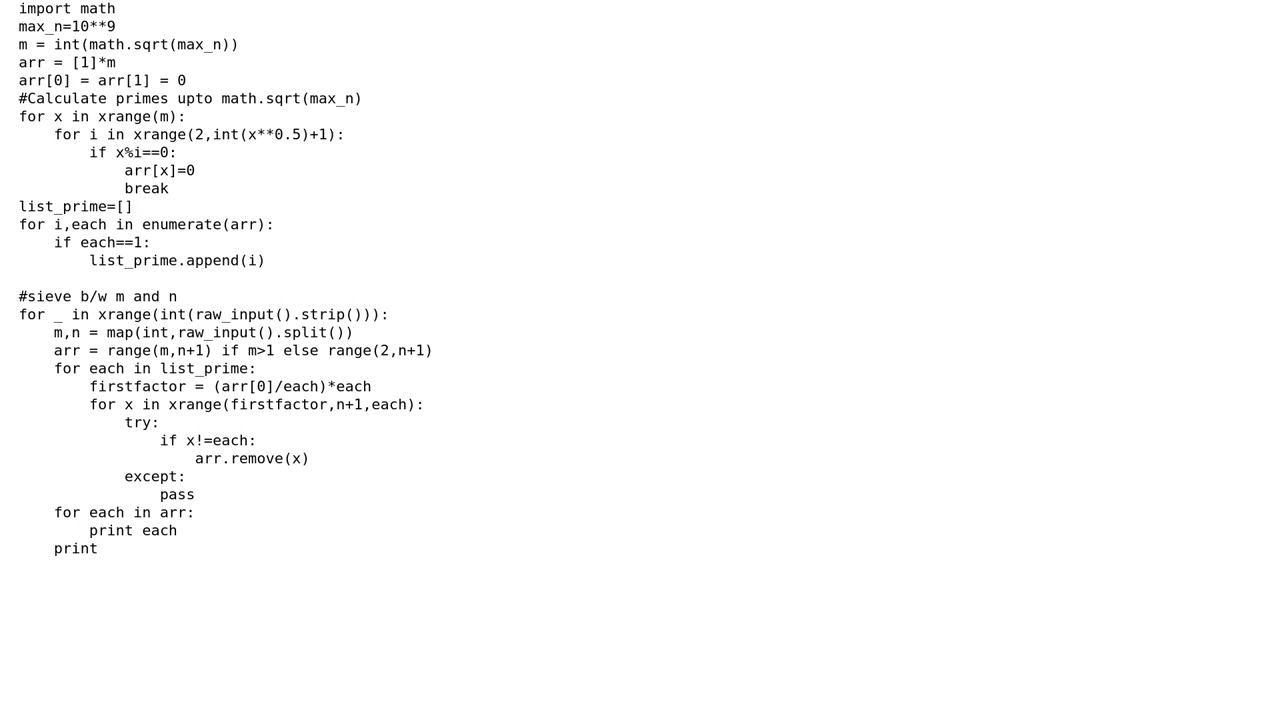 import math
max_n=10**9
m = int(math.sqrt(max_n))
arr = [1]*m
arr[0] = arr[1] = 0
#Calculate primes upto math.sqrt(max_n)
for x in xrange(m):
    for i in xrange(2,int(x**0.5)+1):
        if x%i==0:
            arr[x]=0
            break
list_prime=[]
for i,each in enumerate(arr):
    if each==1:
        list_prime.append(i)

#sieve b/w m and n
for _ in xrange(int(raw_input().strip())):
    m,n = map(int,raw_input().split())
    arr = range(m,n+1) if m>1 else range(2,n+1)
    for each in list_prime:
        firstfactor = (arr[0]/each)*each
        for x in xrange(firstfactor,n+1,each):
            try:
                if x!=each:
                    arr.remove(x)
            except:
                pass
    for each in arr:
        print each
    print